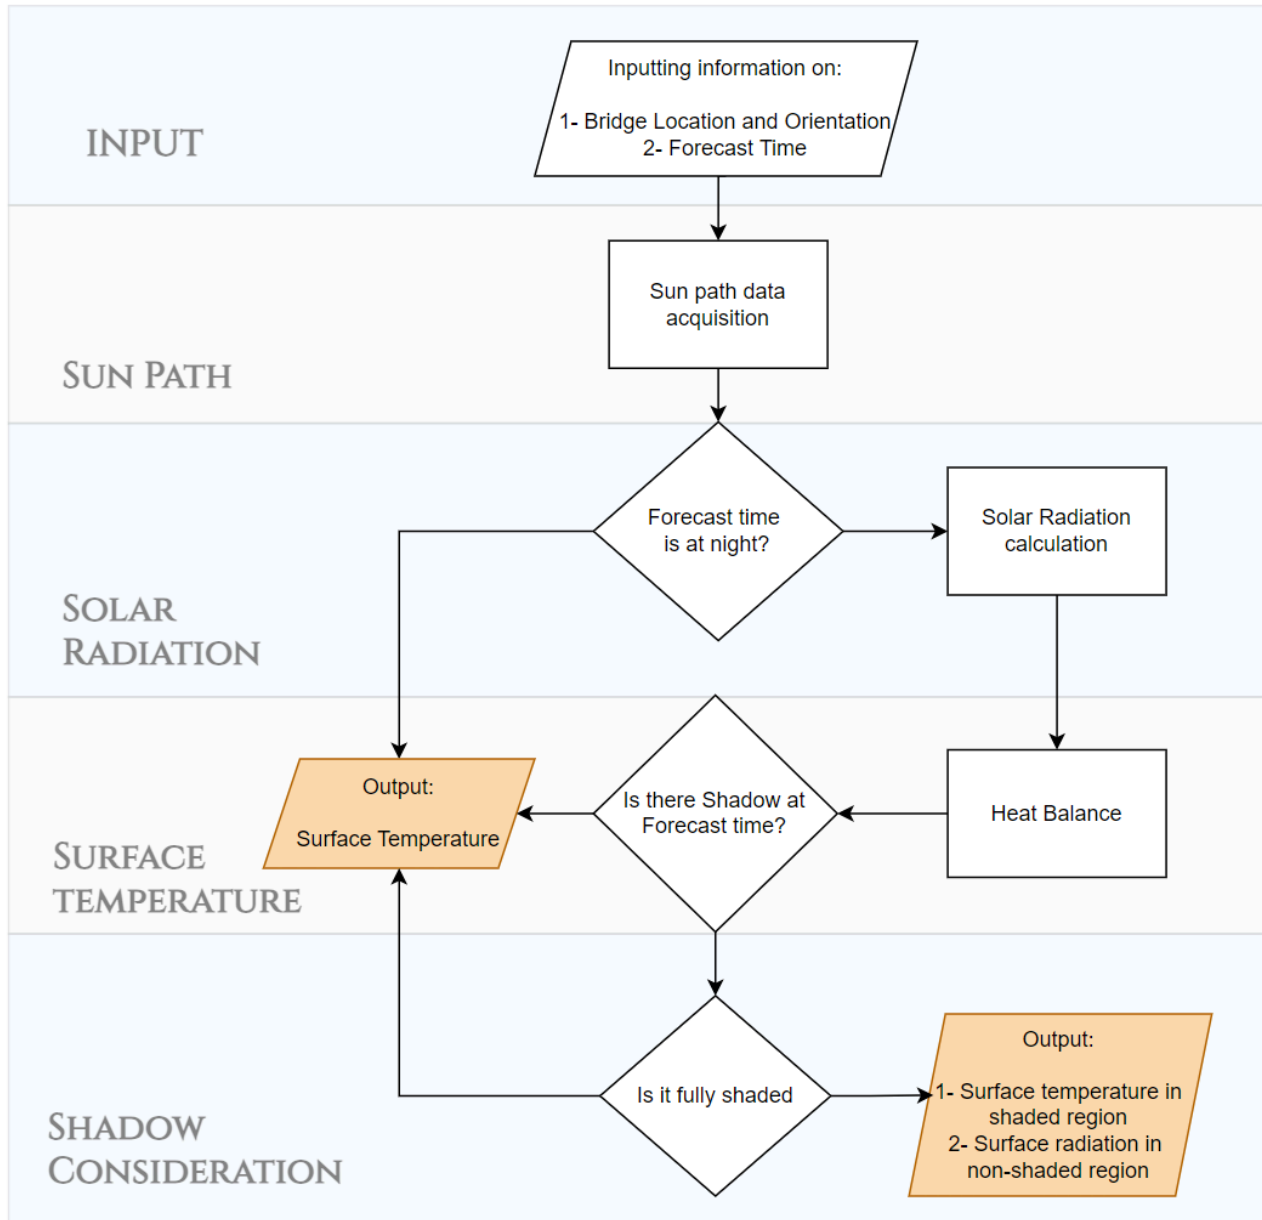 Inputting information on:
1- Bridge Location and Orientation
2- Forecast Time
INPUT
Sun path data
acquisition
SUN PATH
Forecast time
is at night?
Solar Radiation
calculation
SOLAR
RADIATION
Output:
Surface Temperature
Is there Shadow at
Forecast time?
Heat Balance
SURFACE
TEMPERATURE
Is it fully shaded
Output:
1- Surface temperature in
shaded region
2- Surface radiation in
non-shaded region
SHADOW
CONSIDERATION